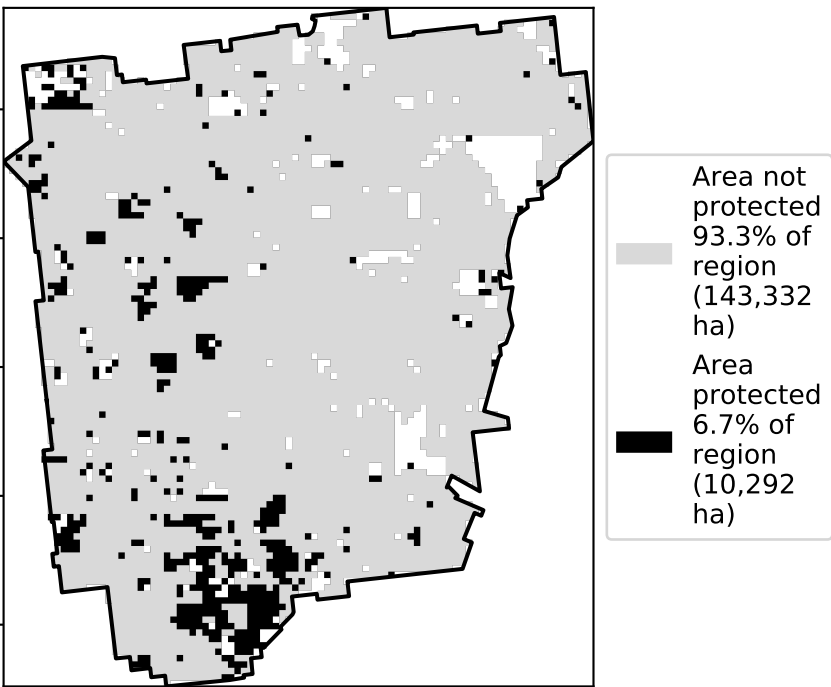 Area not
protected
93.3% of
region
(143,332
ha)
Area
protected
6.7% of
region
(10,292
ha)